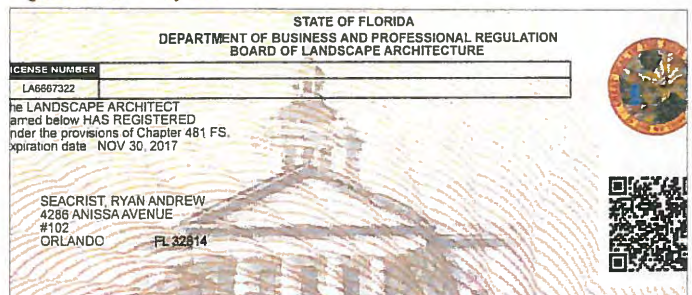 STATE OF FLORIDA
DEPARTMENT OF BUSINESS AND PROFESSIONAL REGULATION
BOARD OF LANDSCAPE ARCHITECTURE
ICENSE NUMBER
LA6667322
he LANDSCAPE ARCHITECT
amed below HAS REGISTERED
nder the provisions of Chapter 481 FS.
xpiration date NOV 30, 2017
SEACRIST, RYAN ANDREW
4286 ANISSA AVENUE
#102
ORLANDO FL 32814